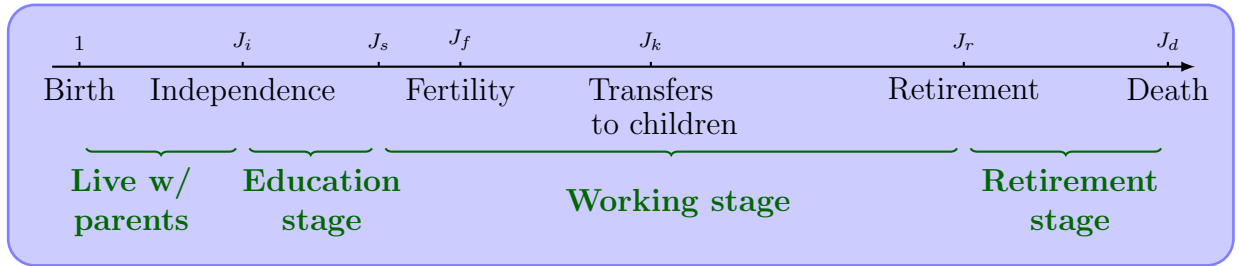 1 J_i J_s J_f J_k J_r J_d
Birth Independence Fertility Transfers Retirement Death
to children
Live w/ Education Working stage Retirement
parents stage stage